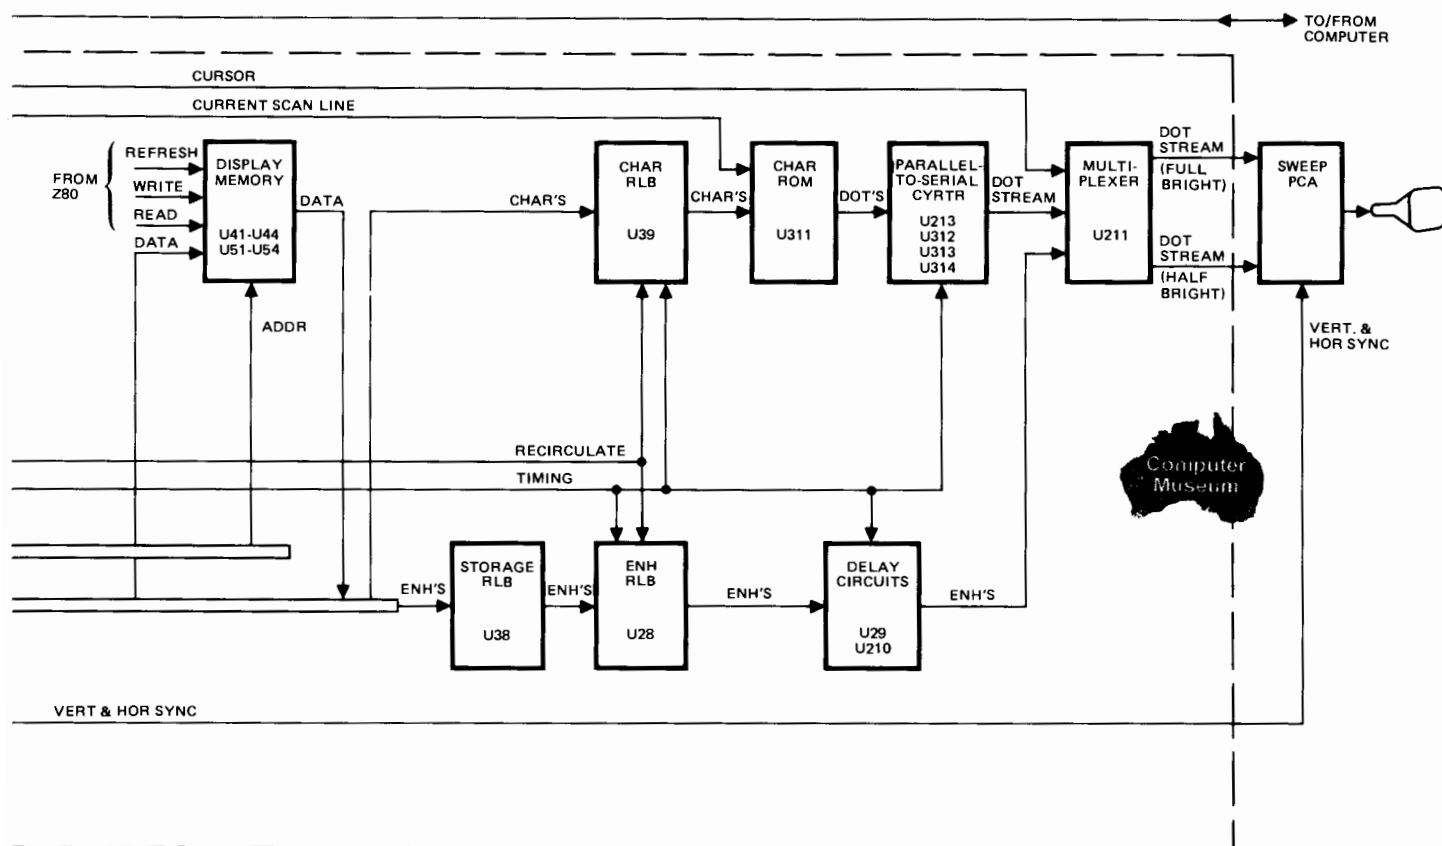 TO/FROM
COMPUTER
CURSOR
CURRENT SCAN LINE
FROM
Z80
REFRESH
WRITE
READ
DATA
DISPLAY
MEMORY
U41-U44
U51-U54
DATA
ADDR
CHAR'S
CHAR
RLB
U39
CHAR'S
CHAR
ROM
U311
DOT'S
PARALLEL-
TO-SERIAL
CYRTR
U213
U312
U313
U314
DOT
STREAM
MULTI-
PLEXER
U211
DOT
STREAM
(FULL
BRIGHT)
DOT
STREAM
(HALF
BRIGHT)
SWEEP
PCA
VERT. &
HOR SYNC
RECIRCULATE
TIMING
Computer
Museum
ENH'S
STORAGE
RLB
U38
ENH'S
ENH
RLB
U28
ENH'S
DELAY
CIRCUITS
U29
U210
ENH'S
VERT & HOR SYNC